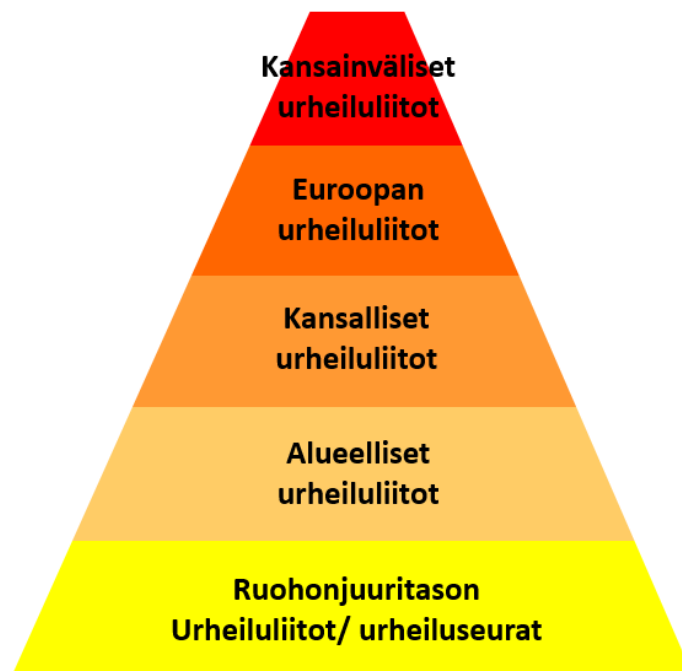 Kansainväliset
urheiluliitot
Euroopan
urheiluliitot
Kansalliset
urheiluliitot
Alueelliset
urheiluliitot
Ruohonjuuritason
Urheiluliitot/ urheiluseurat